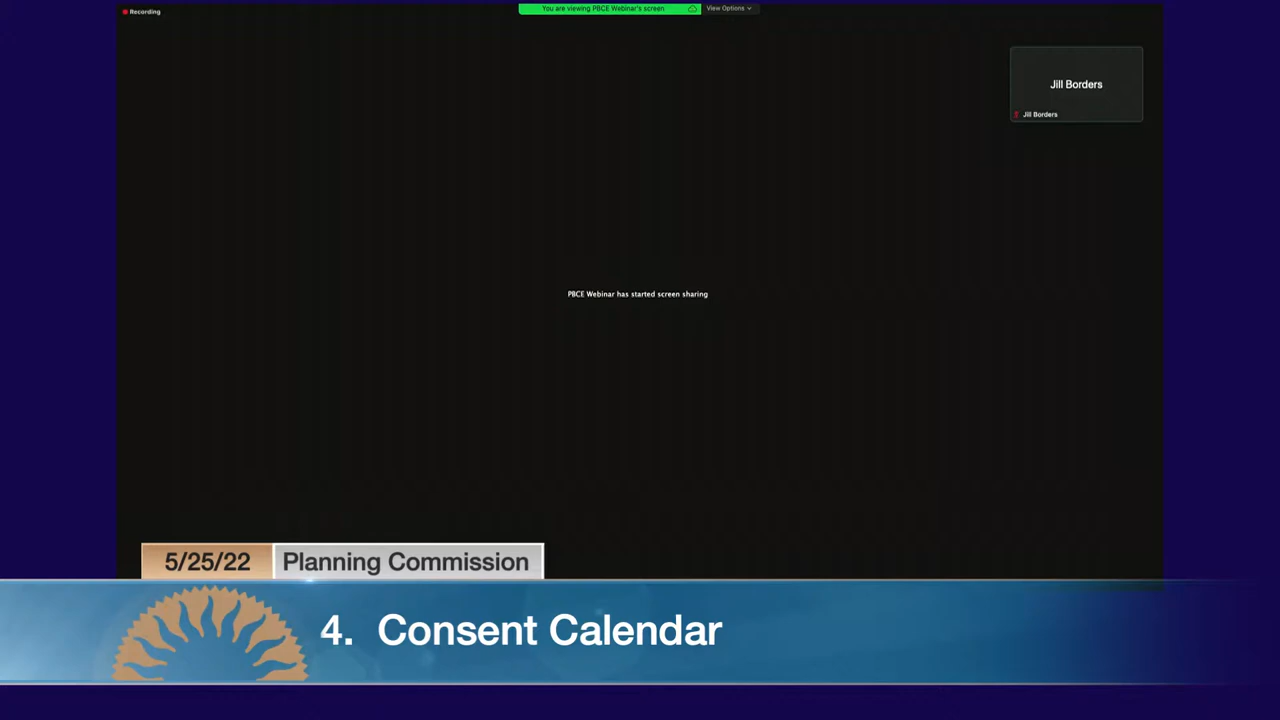 Recording
You are viewing PBCE Webinar's screen
View Options
Jill Borders
Jill Borders
PBCE Webinar has started screen sharing
5/25/22
Planning Commission
4. Consent Calendar